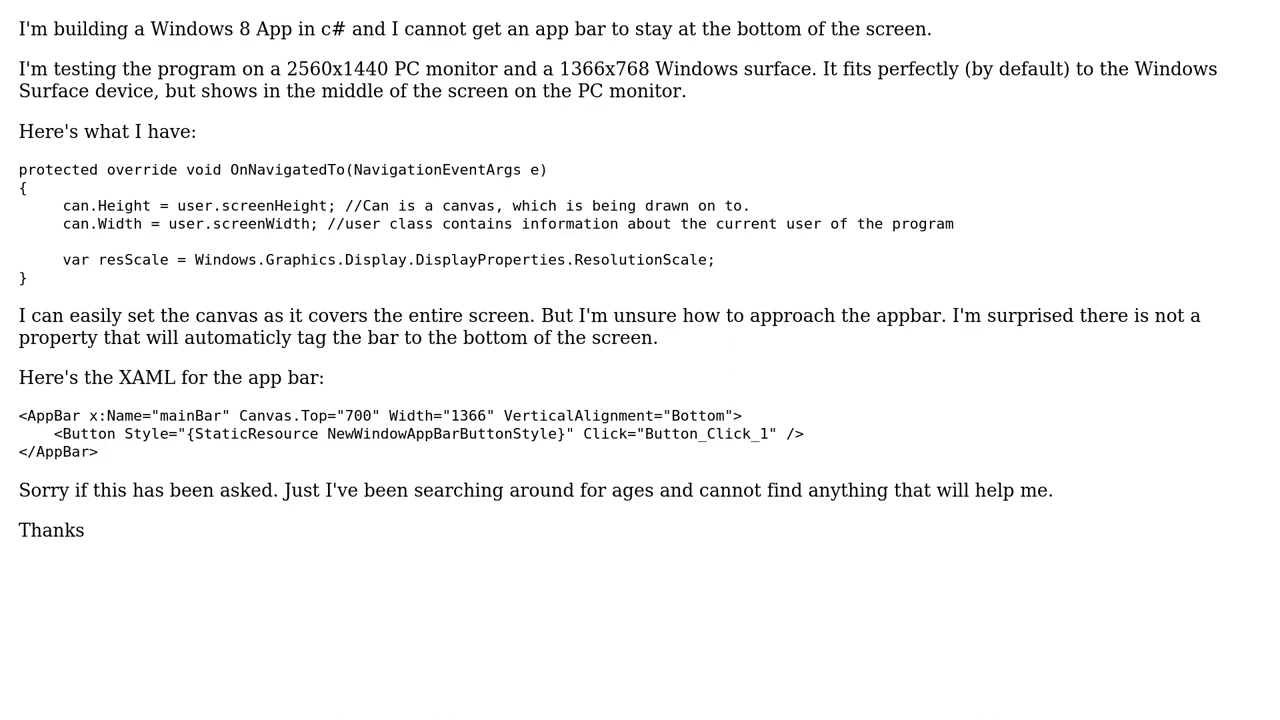 I'm building a Windows 8 App in c# and I cannot get an app bar to stay at the bottom of the screen.
I'm testing the program on a 2560x1440 PC monitor and a 1366x768 Windows surface. It fits perfectly (by default) to the Windows
Surface device, but shows in the middle of the screen on the PC monitor.
Here's what I have:
protected override void OnNavigatedTo(NavigationEventArgs e)
{
     can.Height = user.screenHeight; //Can is a canvas, which is being drawn on to.
     can.Width = user.screenWidth; //user class contains information about the current user of the program
     var resScale = Windows.Graphics.Display.DisplayProperties.ResolutionScale;
}
I can easily set the canvas as it covers the entire screen. But I'm unsure how to approach the appbar. I'm surprised there is not a
property that will automaticly tag the bar to the bottom of the screen.
Here's the XAML for the app bar:
<AppBar x:Name="mainBar" Canvas.Top="700" Width="1366" VerticalAlignment="Bottom">
    <Button Style="{StaticResource NewWindowAppBarButtonStyle}" Click="Button_Click_1" />
</AppBar>
Sorry if this has been asked. Just I've been searching around for ages and cannot find anything that will help me.
Thanks